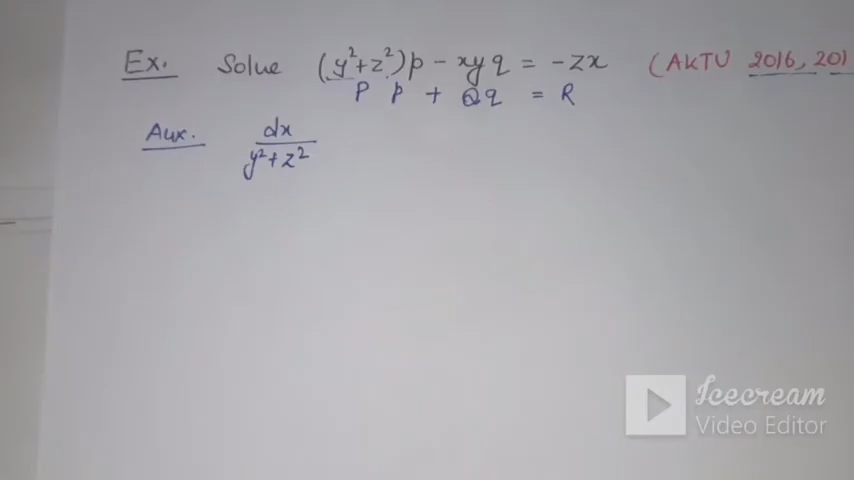 Ex. Solve (y²+z²)p - xyq = -zx (AKTU 2016, 201
P p + Qq = R
Aux. dx
y²+z²
Icecream
Video Editor